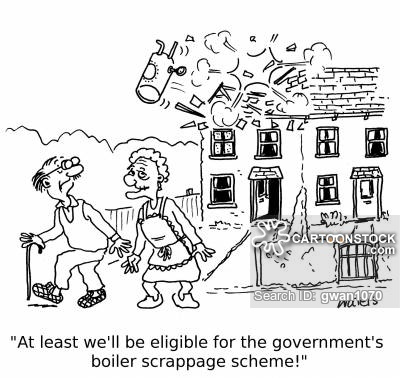 CARTOONSTOCK
.com
Search ID: gwan1070
"At least we'll be eligible for the government's
boiler scrappage scheme!"